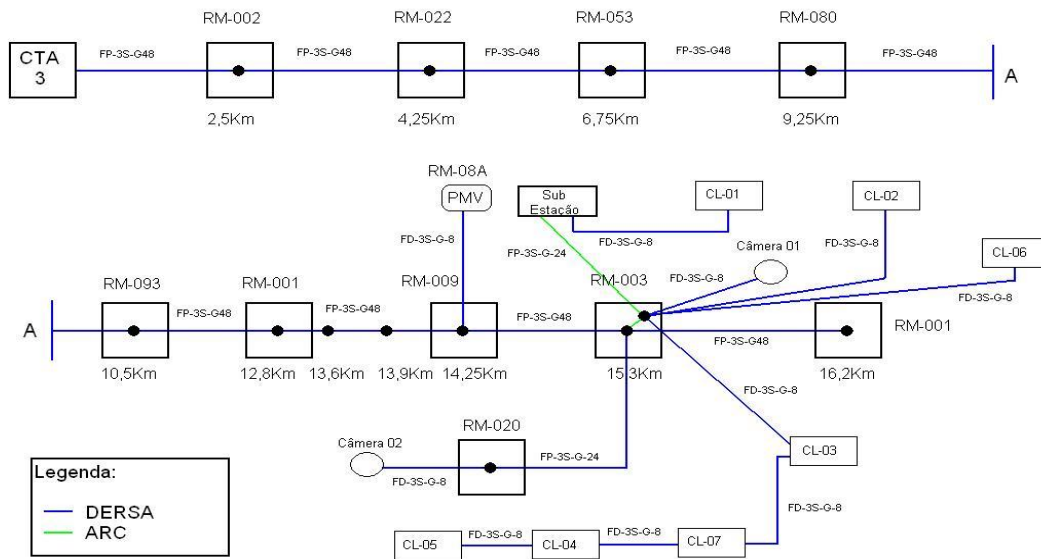 RM-002
RM-022
RM-053
RM-080
CTA
3
FP-3S-G48
FP-3S-G48
FP-3S-G48
FP-3S-G48
FP-3S-G48
A
2,5Km
4,25Km
6,75Km
9,25Km
RM-08A
PMV
FD-3S-G-8
Sub
Estação
CL-01
FD-3S-G-8
FP-3S-G-24
CL-02
FD-3S-G-8
Câmera 01
FD-3S-G-8
CL-06
FD-3S-G-8
RM-093
RM-001
RM-009
RM-003
A
FP-3S-G48
FP-3S-G48
FP-3S-G48
FP-3S-G48
RM-001
10,5Km
12,8Km
13,6Km
13,9Km
14,25Km
15,3Km
16,2Km
FD-3S-G-8
RM-020
Câmera 02
FD-3S-G-8
FP-3S-G-24
CL-03
FD-3S-G-8
CL-05
FD-3S-G-8
CL-04
FD-3S-G-8
CL-07
Legenda:
DERSA
ARC